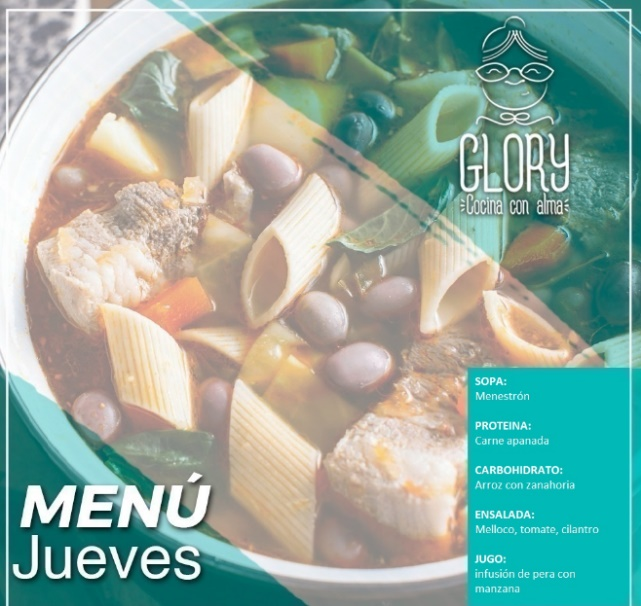 GLORY
Cocina con alma
SOPA:
Menestrón
PROTEINA:
Carne apanada
CARBOHIDRATO:
Arroz con zanahoria
ENSALADA:
Melloco, tomate, cilantro
JUGO:
infusión de pera con
manzana
MENÚ
Jueves